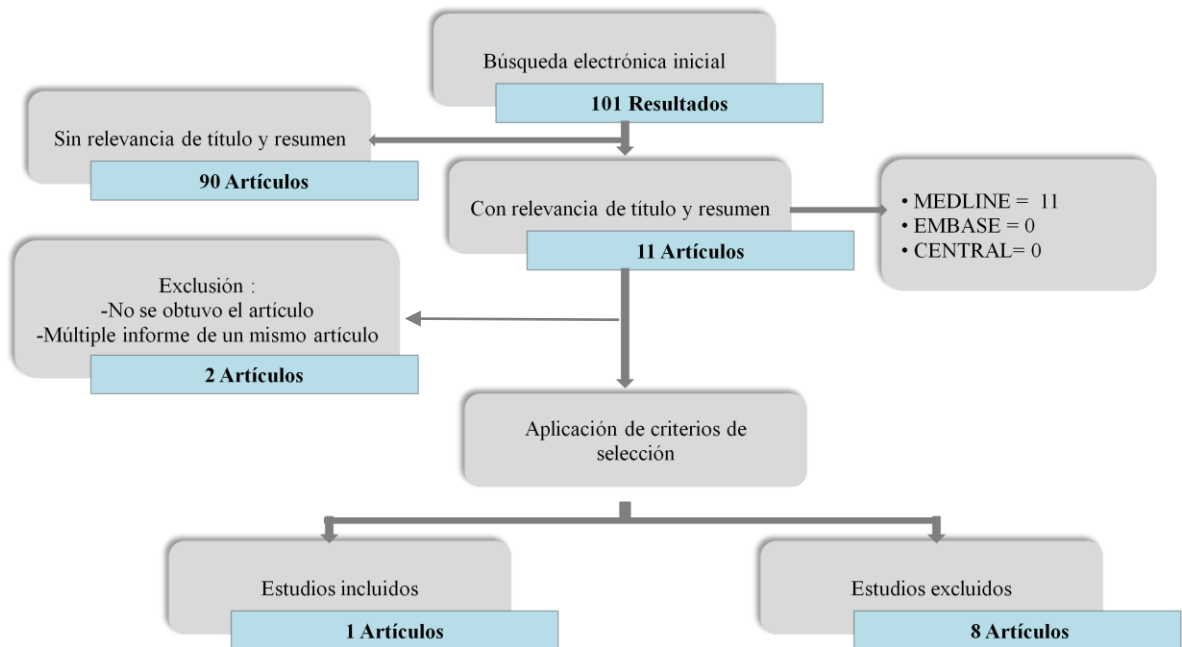 Búsqueda electrónica inicial
101 Resultados
Sin relevancia de título y resumen
90 Artículos
Con relevancia de título y resumen
11 Artículos
• MEDLINE = 11
• EMBASE = 0
• CENTRAL= 0
Exclusión :
-No se obtuvo el artículo
-Múltiple informe de un mismo artículo
2 Artículos
Aplicación de criterios de
selección
Estudios incluidos
1 Artículos
Estudios excluidos
8 Artículos